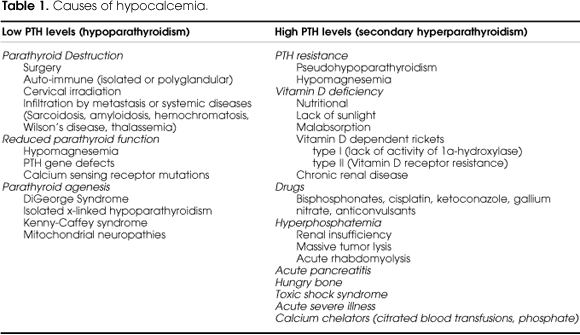 Table 1. Causes of hypocalcemia.
Low PTH levels (hypoparathyroidism)
Parathyroid Destruction
Surgery
Auto-immune (isolated or polyglandular)
Cervical irradiation
Infiltration by metastasis or systemic diseases
(Sarcoidosis, amyloidosis, hemochromatosis,
Wilson´s disease, thalassemia)
Reduced parathyroid function
Hypomagnesemia
PTH gene defects
Calcium sensing receptor mutations
Parathyroid agenesis
DiGeorge Syndrome
Isolated x-linked hypoparathyroidism
Kenny-Caffey syndrome
Mitochondrial neuropathies
High PTH levels (secondary hyperparathyroidism)
PTH resistance
Pseudohypoparathyroidism
Hypomagnesemia
Vitamin D deficiency
Nutritional
Lack of sunlight
Malabsorption
Vitamin D dependent rickets
type I (lack of activity of 1a-hydroxylase)
type II (Vitamin D receptor resistance)
Chronic renal disease
Drugs
Bisphosphonates, cisplatin, ketoconazole, gallium
nitrate, anticonvulsants
Hyperphosphatemia
Renal insufficiency
Massive tumor lysis
Acute rhabdomyolysis
Acute pancreatitis
Hungry bone
Toxic shock syndrome
Acute severe illness
Calcium chelators (citrated blood transfusions, phosphate)